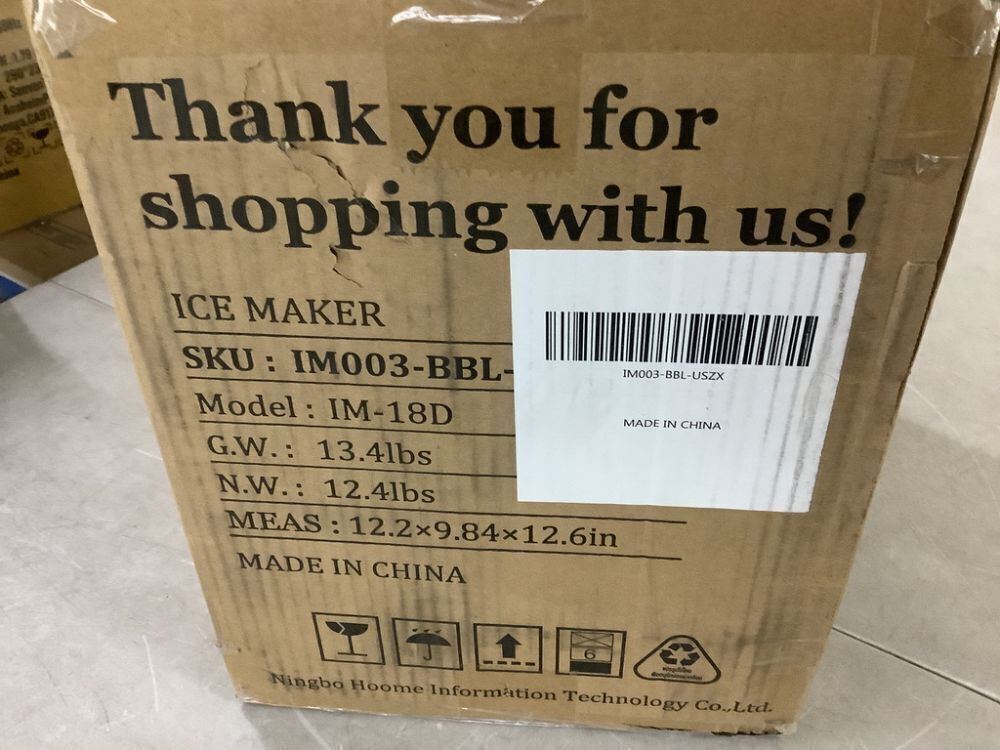 Thank you for
shopping with us!
ICE MAKER
SKU : IM003-BBL-
Model : IM-18D
G.W. : 13.4lbs
N.W. : 12.4lbs
MEAS : 12.2×9.84×12.6in
MADE IN CHINA
IM003-BBL-USZX
MADE IN CHINA
6
Ningbo Hoome Information Technology Co.,Ltd.